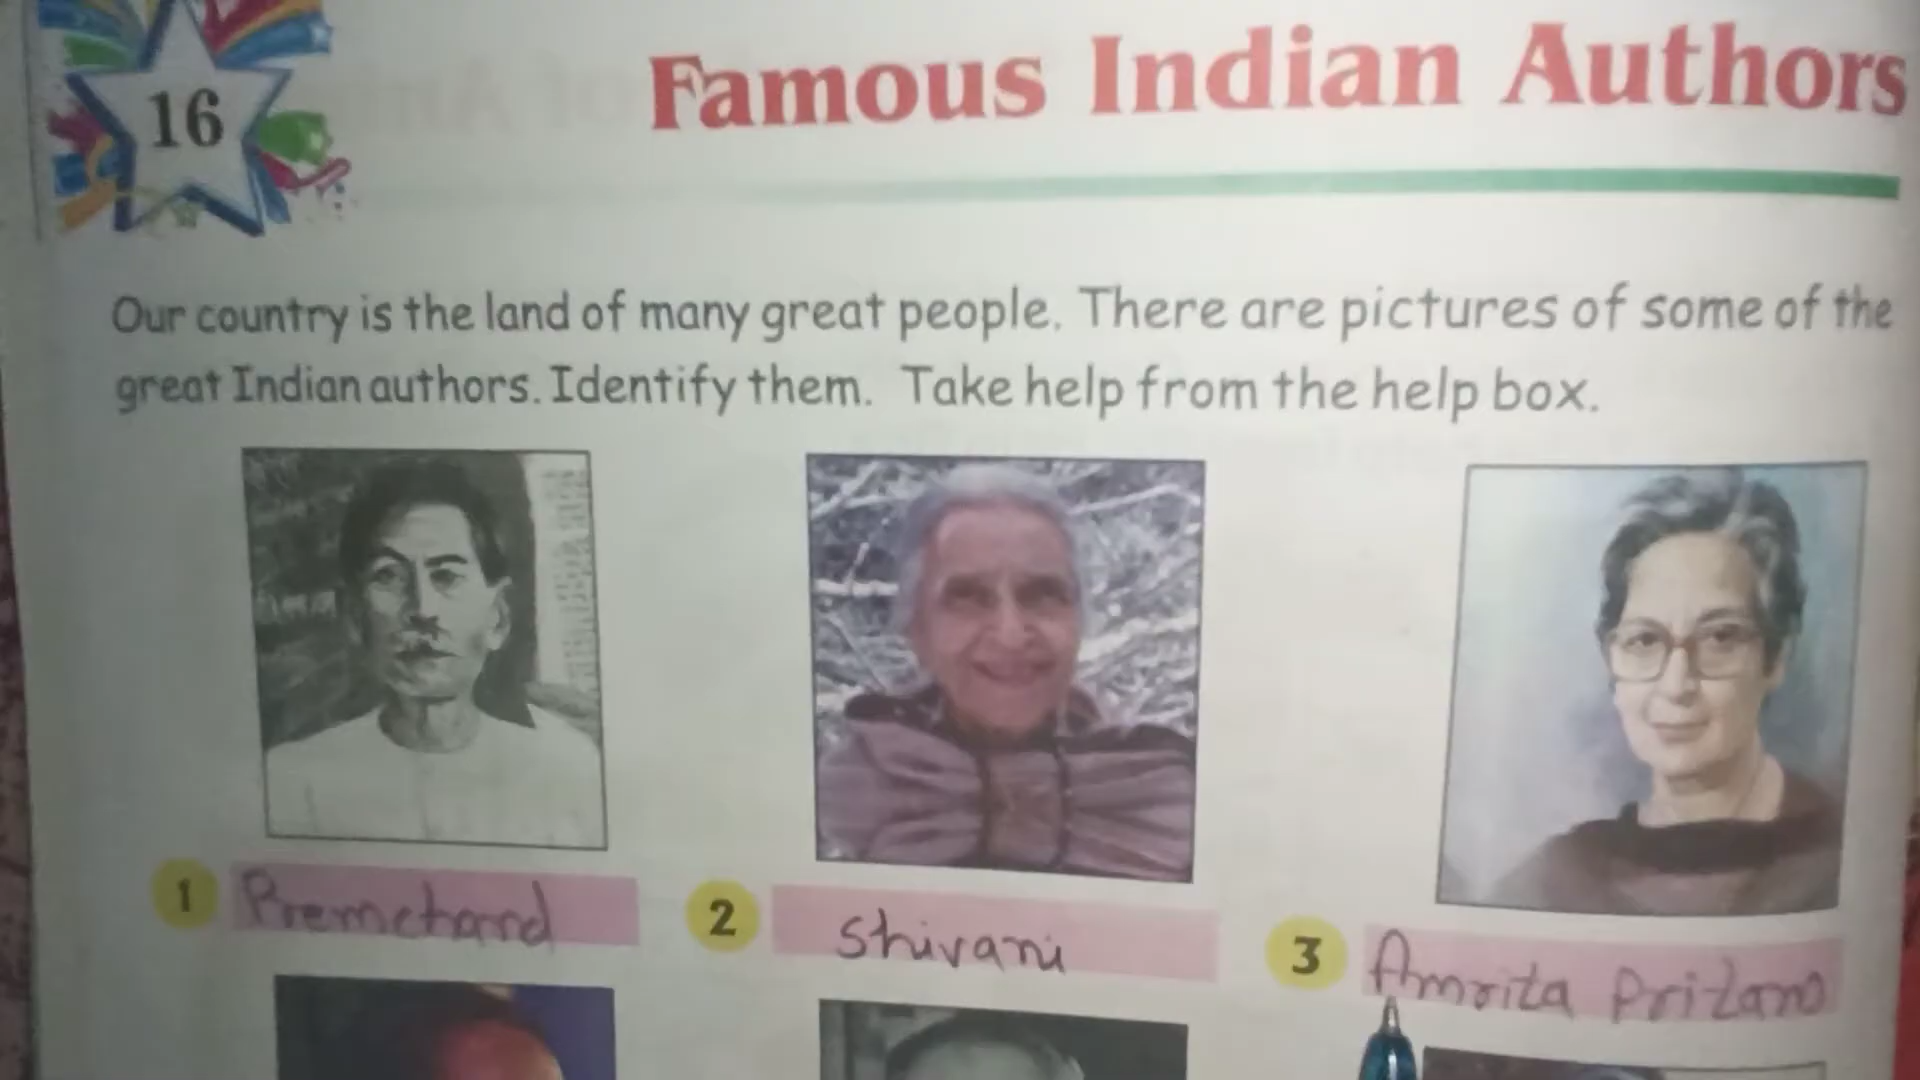 16
Famous Indian Authors
Our country is the land of many great people. There are pictures of some of the
great Indian authors. Identify them. Take help from the help box.
1 Premchand
2 Shivani
3 Amrita Pritam